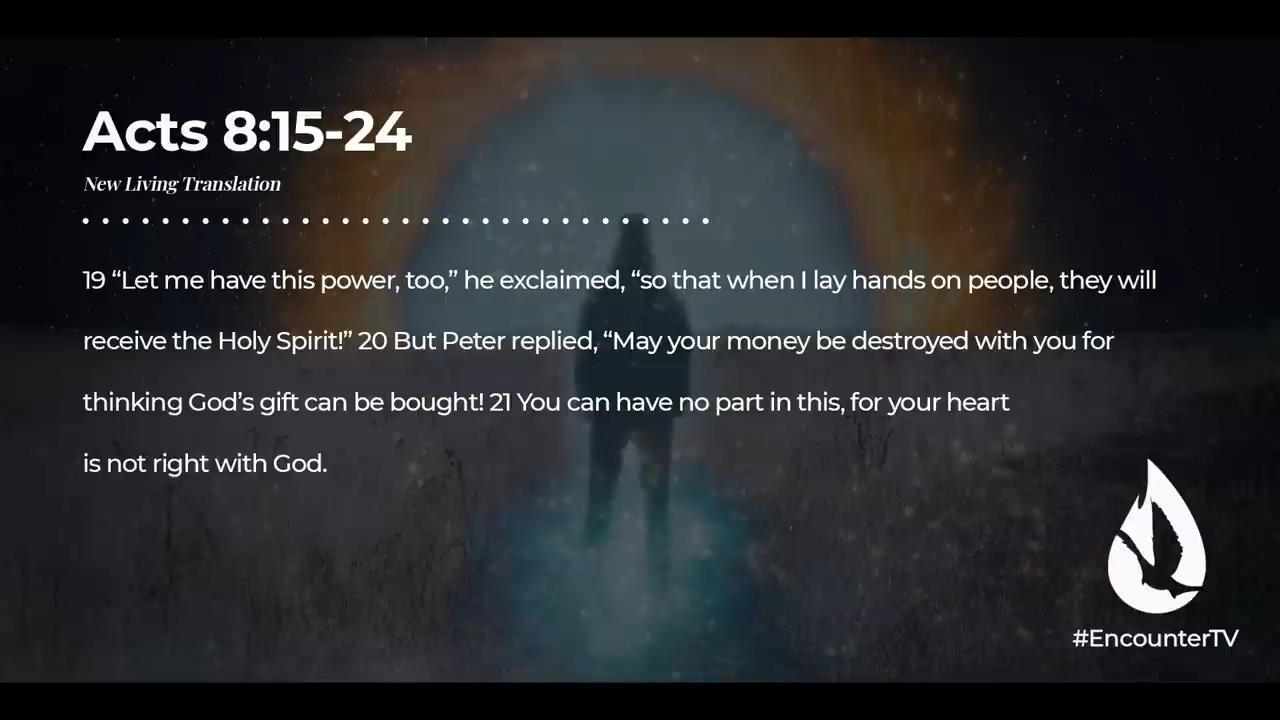 Acts 8:15-24
New Living Translation
19 “Let me have this power, too,” he exclaimed, “so that when I lay hands on people, they will
receive the Holy Spirit!” 20 But Peter replied, “May your money be destroyed with you for
thinking God’s gift can be bought! 21 You can have no part in this, for your heart
is not right with God.
#EncounterTV